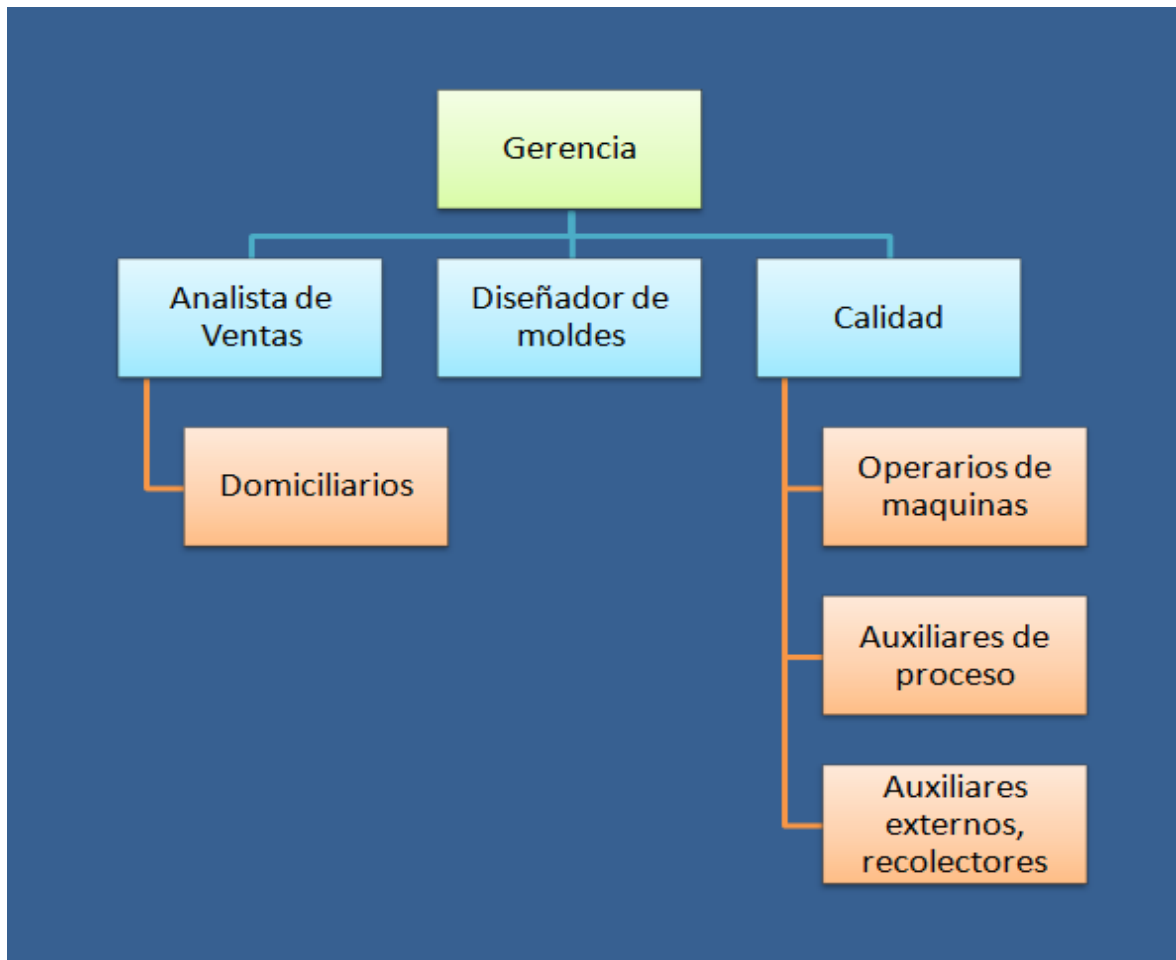 Gerencia
Analista de
Ventas
Diseñador de
moldes
Calidad
Domiciliarios
Operarios de
maquinas
Auxiliares de
proceso
Auxiliares
externos,
recolectores